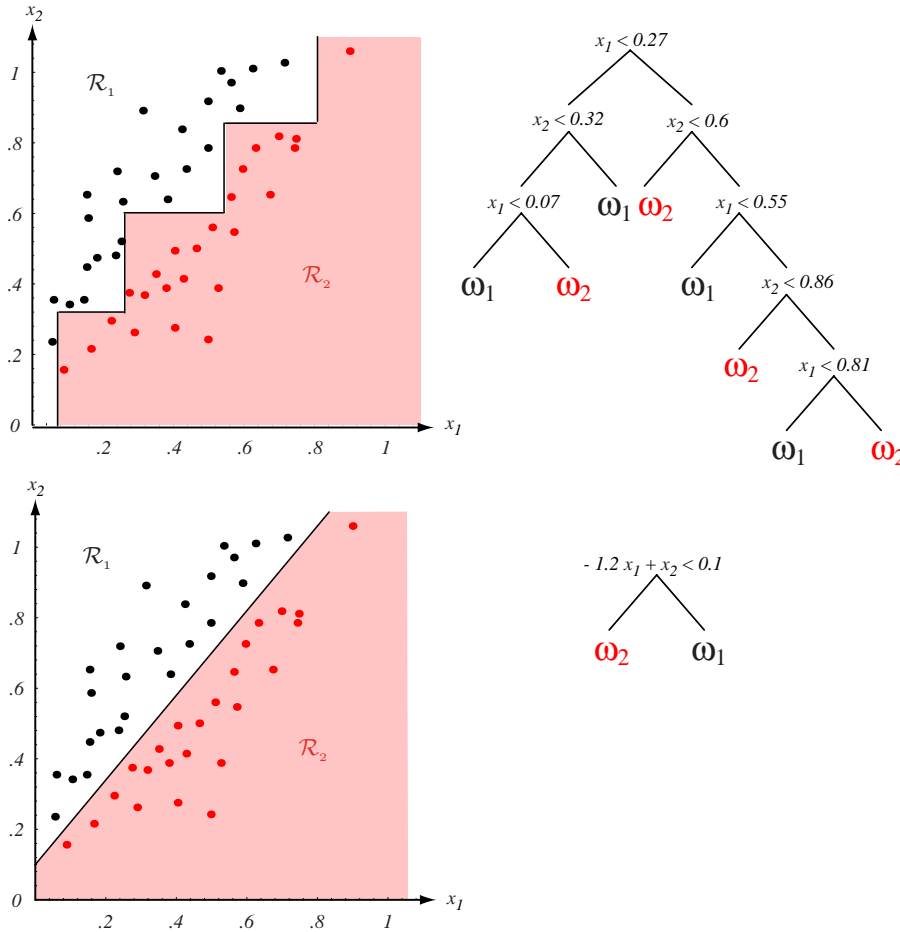 x2
1
.8
.6
.4
.2
0
R1
R2
.2 .4 .6 .8 1 x1
x1 < 0.27
x2 < 0.32 x2 < 0.6
x1 < 0.07 ω1 ω2 x1 < 0.55
ω1 ω2 ω1 x2 < 0.86
ω2 x1 < 0.81
ω1 ω2
x2
1
.8
.6
.4
.2
0
R1
R2
.2 .4 .6 .8 1 x1
- 1.2 x1 + x2 < 0.1
ω2 ω1